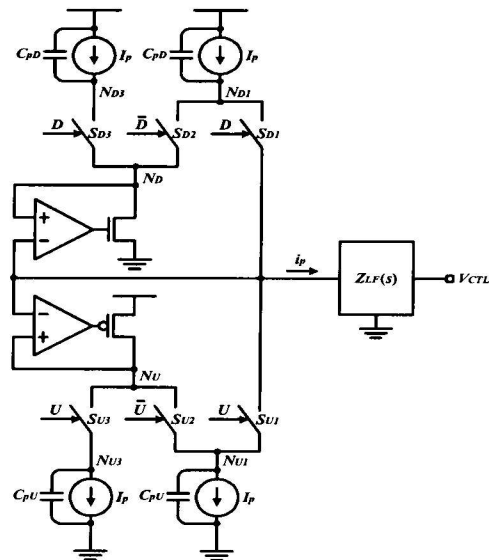 CpD Ip CpD Ip
ND3 ND1
D SD3 D̅ SD2 D SD1
ND
+
−
ip
ZLF(s) VCTL
−
+
NU
U SU3 U̅ SU2 U SU1
NU3 NU1
CpU Ip CpU Ip